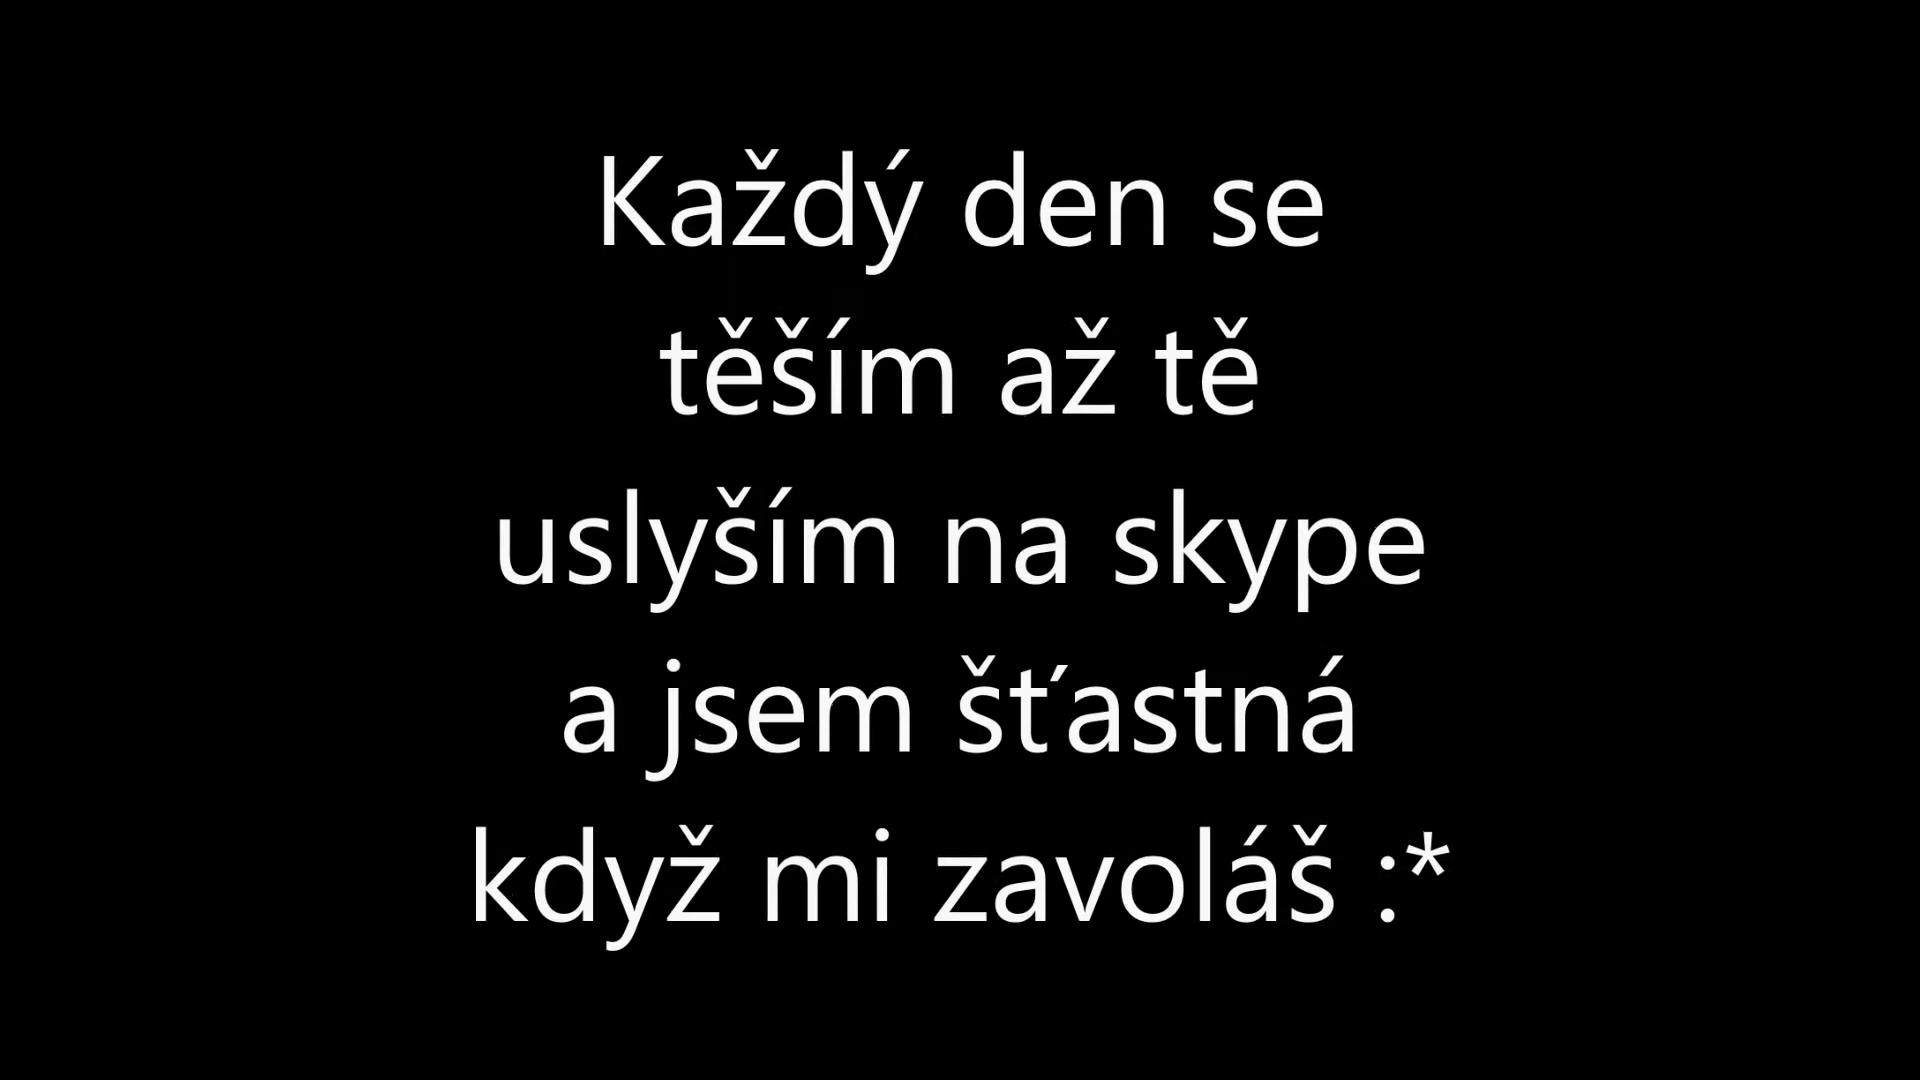 Každý den se
těším až tě
uslyším na skype
a jsem šťastná
když mi zavoláš :*